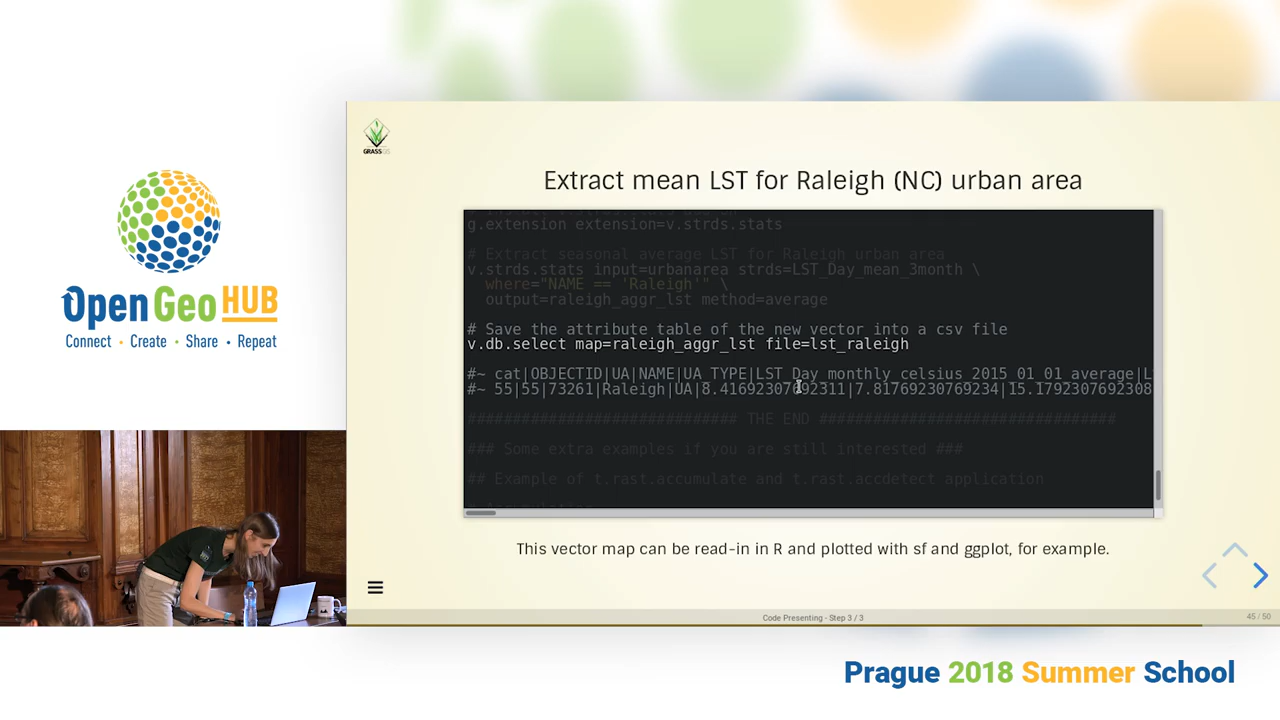 OpenGeoHUB
Connect • Create • Share • Repeat
GRASS GIS
Extract mean LST for Raleigh (NC) urban area
g.extension extension=v.strds.stats
# Extract seasonal average LST for Raleigh urban area
v.strds.stats input=urbanarea strds=LST_Day_mean_3month \
where="NAME == 'Raleigh'" \
output=raleigh_aggr_lst method=average
# Save the attribute table of the new vector into a csv file
v.db.select map=raleigh_aggr_lst file=lst_raleigh
#~ cat|OBJECTID|UA|NAME|UA_TYPE|LST_Day_monthly_celsius_2015_01_01_average|L
#~ 55|55|73261|Raleigh|UA|8.41692307692311|7.81769230769234|15.1792307692308
############################## THE END #################################
### Some extra examples if you are still interested ###
## Example of t.rast.accumulate and t.rast.accdetect application
This vector map can be read-in in R and plotted with sf and ggplot, for example.
Code Presenting - Step 3 / 3
45 / 50
Prague 2018 Summer School